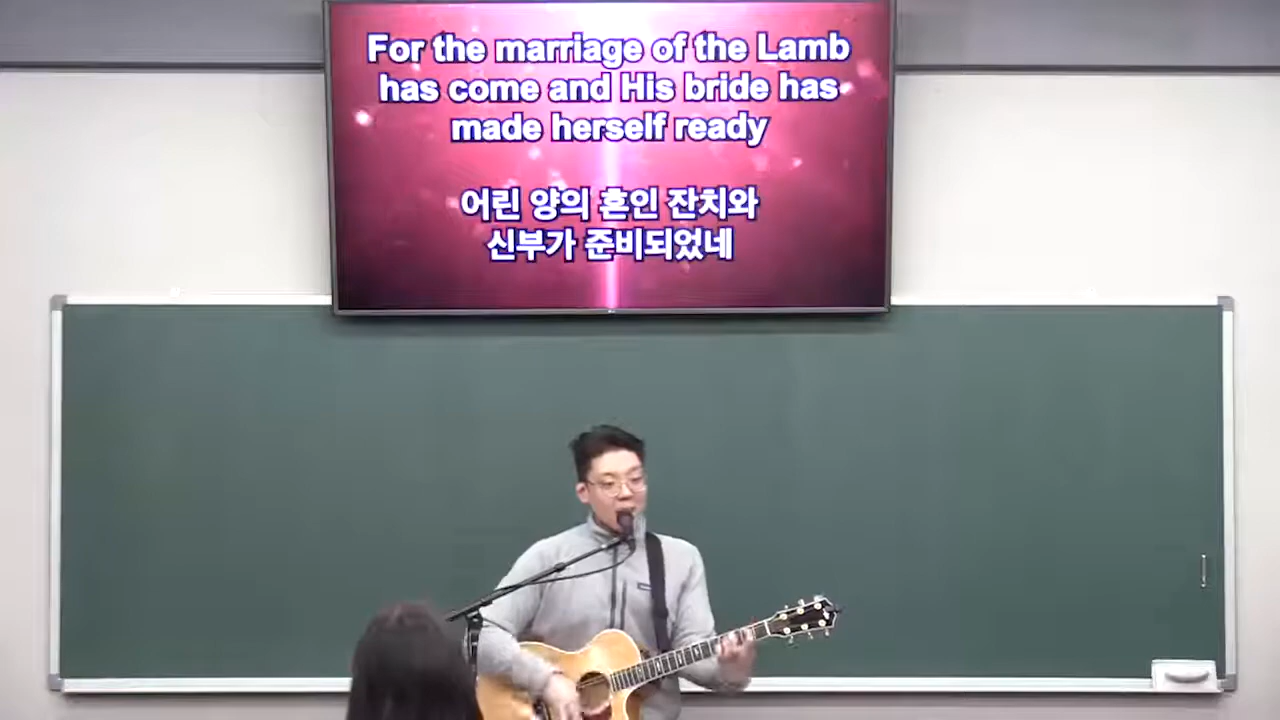 For the marriage of the Lamb
has come and His bride has
made herself ready
어린 양의 혼인 잔치와
신부가 준비되었네